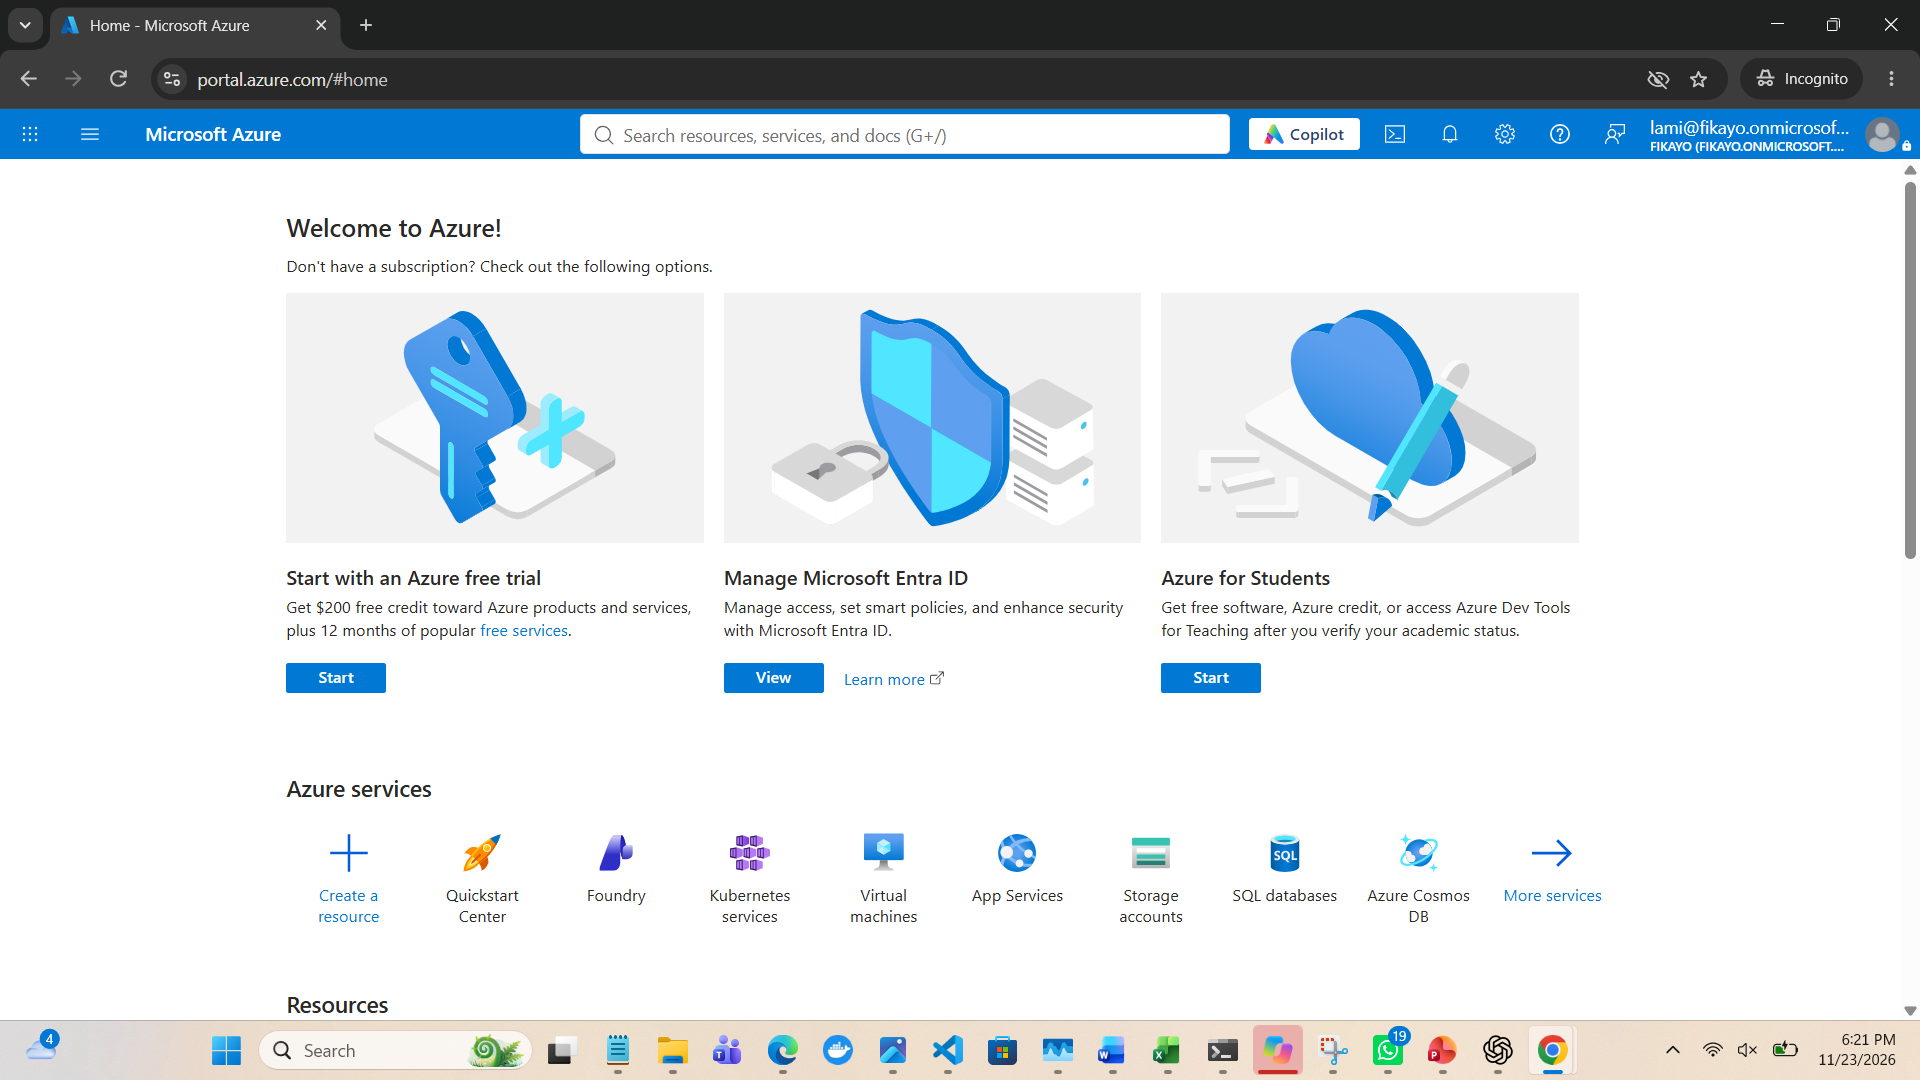 Home - Microsoft Azure
portal.azure.com/#home
Incognito
Microsoft Azure
Search resources, services, and docs (G+/)
Copilot
lami@fikayo.onmicrosof...
FIKAYO (FIKAYO.ONMICROSOFT....
Welcome to Azure!
Don't have a subscription? Check out the following options.
Start with an Azure free trial
Get $200 free credit toward Azure products and services,
plus 12 months of popular free services.
Start
Manage Microsoft Entra ID
Manage access, set smart policies, and enhance security
with Microsoft Entra ID.
View
Learn more
Azure for Students
Get free software, Azure credit, or access Azure Dev Tools
for Teaching after you verify your academic status.
Start
Azure services
Create a
resource
Quickstart
Center
Foundry
Kubernetes
services
Virtual
machines
App Services
Storage
accounts
SQL
SQL databases
Azure Cosmos
DB
More services
Resources
4
Search
T
W
X
19
P
6:21 PM
11/23/2026